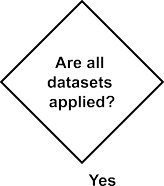 Are all
datasets
applied?
Yes